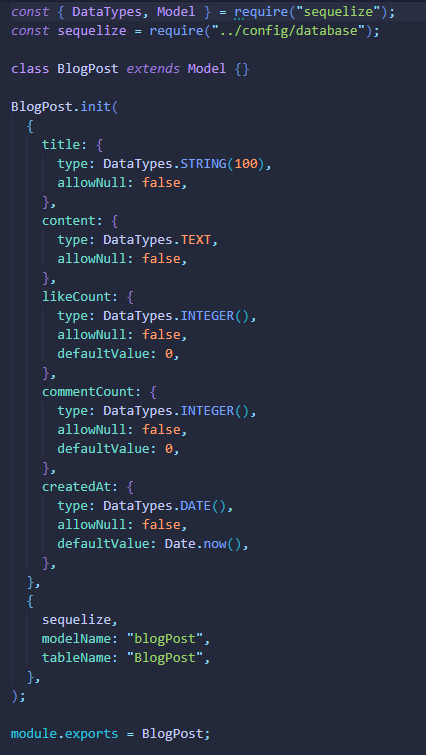 const { DataTypes, Model } = require("sequelize");
const sequelize = require("../config/database");

class BlogPost extends Model {}

BlogPost.init(
  {
    title: {
      type: DataTypes.STRING(100),
      allowNull: false,
    },
    content: {
      type: DataTypes.TEXT,
      allowNull: false,
    },
    likeCount: {
      type: DataTypes.INTEGER(),
      allowNull: false,
      defaultValue: 0,
    },
    commentCount: {
      type: DataTypes.INTEGER(),
      allowNull: false,
      defaultValue: 0,
    },
    createdAt: {
      type: DataTypes.DATE(),
      allowNull: false,
      defaultValue: Date.now(),
    },
  },
  {
    sequelize,
    modelName: "blogPost",
    tableName: "BlogPost",
  },
);

module.exports = BlogPost;